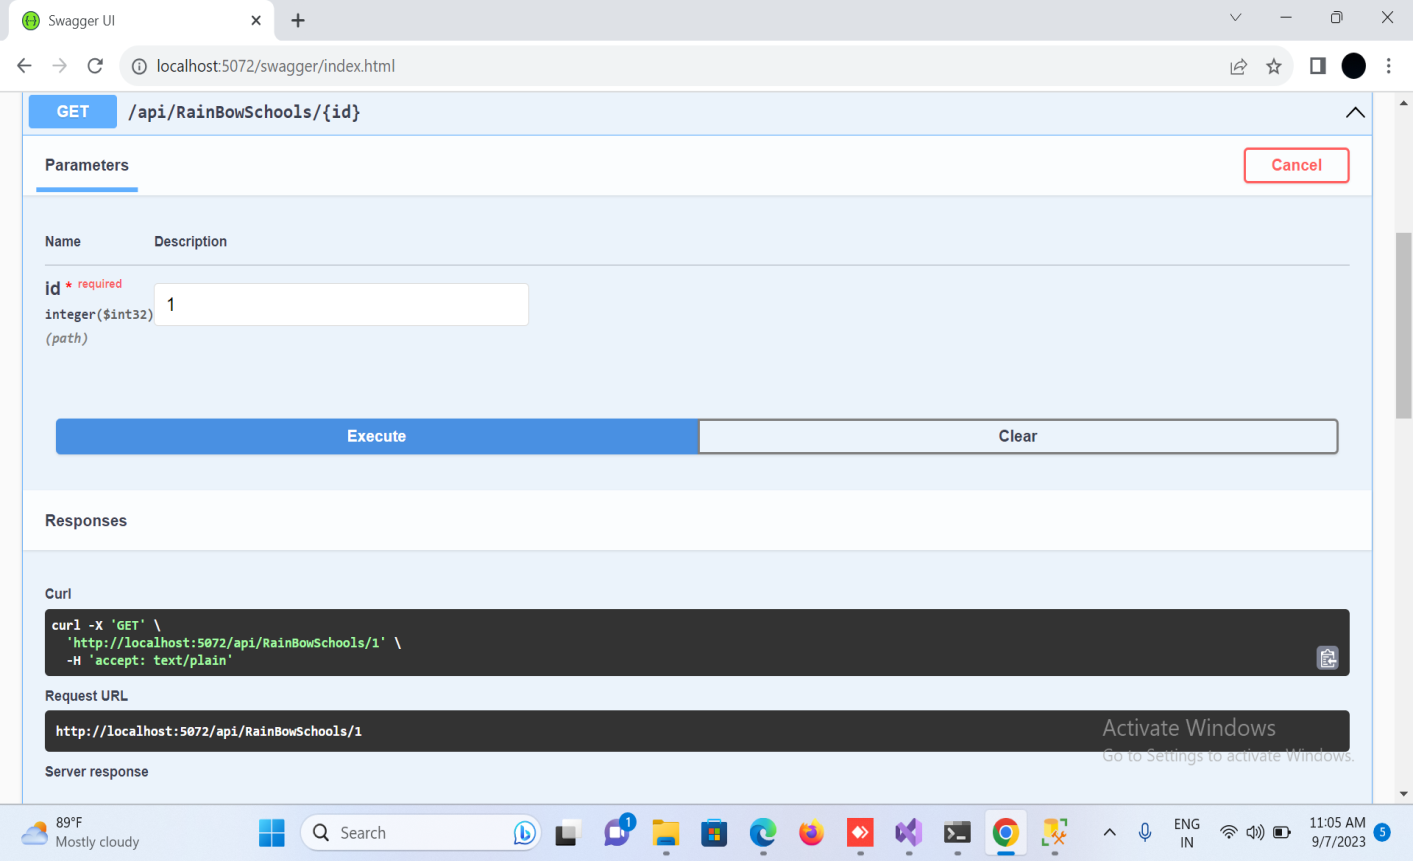 Swagger UI
localhost:5072/swagger/index.html
GET /api/RainBowSchools/{id}
Parameters
Cancel
Name Description
id * required
integer($int32)
(path)
1
Execute Clear
Responses
Curl
curl -X 'GET' \
'http://localhost:5072/api/RainBowSchools/1' \
-H 'accept: text/plain'
Request URL
http://localhost:5072/api/RainBowSchools/1
Activate Windows
Go to Settings to activate Windows.
Server response
89°F
Mostly cloudy
Search
1
ENG
IN
11:05 AM
9/7/2023
5